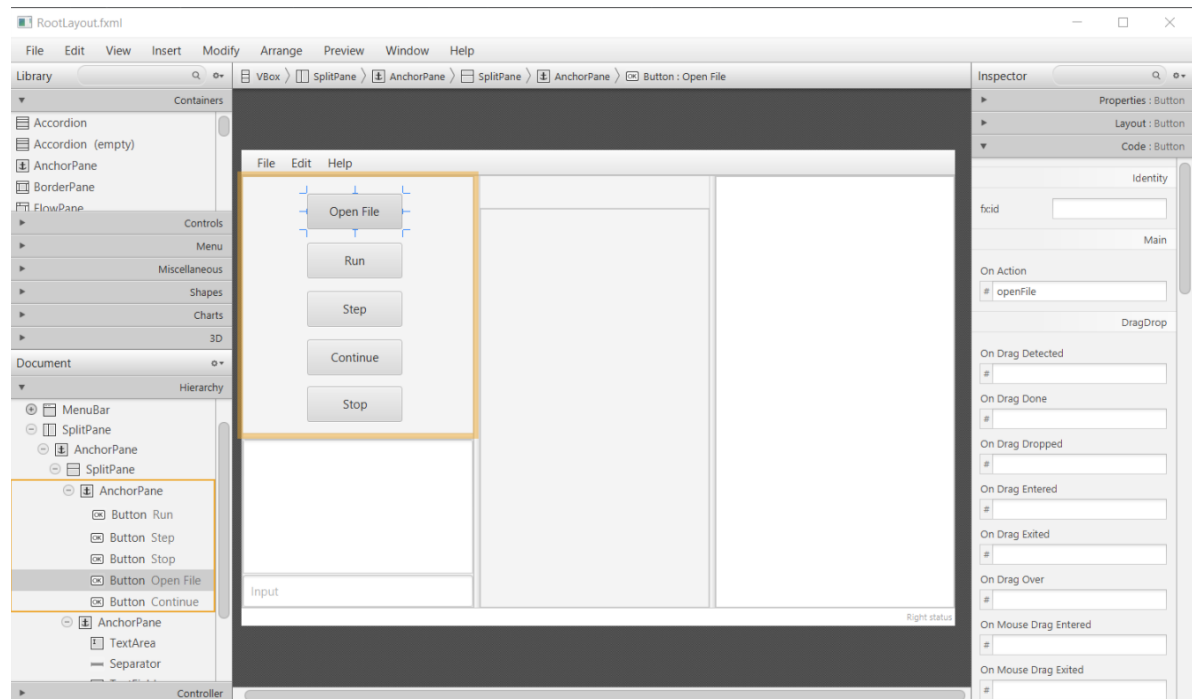 RootLayout.fxml
File Edit View Insert Modify Arrange Preview Window Help
Library
VBox SplitPane AnchorPane SplitPane AnchorPane Button : Open File
Inspector
Containers
Accordion
Accordion (empty)
AnchorPane
BorderPane
FlowPane
Controls
Menu
Miscellaneous
Shapes
Charts
3D
Document
Hierarchy
MenuBar
SplitPane
AnchorPane
SplitPane
AnchorPane
Button Run
Button Step
Button Stop
Button Open File
Button Continue
AnchorPane
TextArea
Separator
Controller
File Edit Help
Open File
Run
Step
Continue
Stop
Input
Right status
Properties : Button
Layout : Button
Code : Button
Identity
fx:id
Main
On Action
# openFile
DragDrop
On Drag Detected
#
On Drag Done
#
On Drag Dropped
#
On Drag Entered
#
On Drag Exited
#
On Drag Over
#
On Mouse Drag Entered
#
On Mouse Drag Exited
#